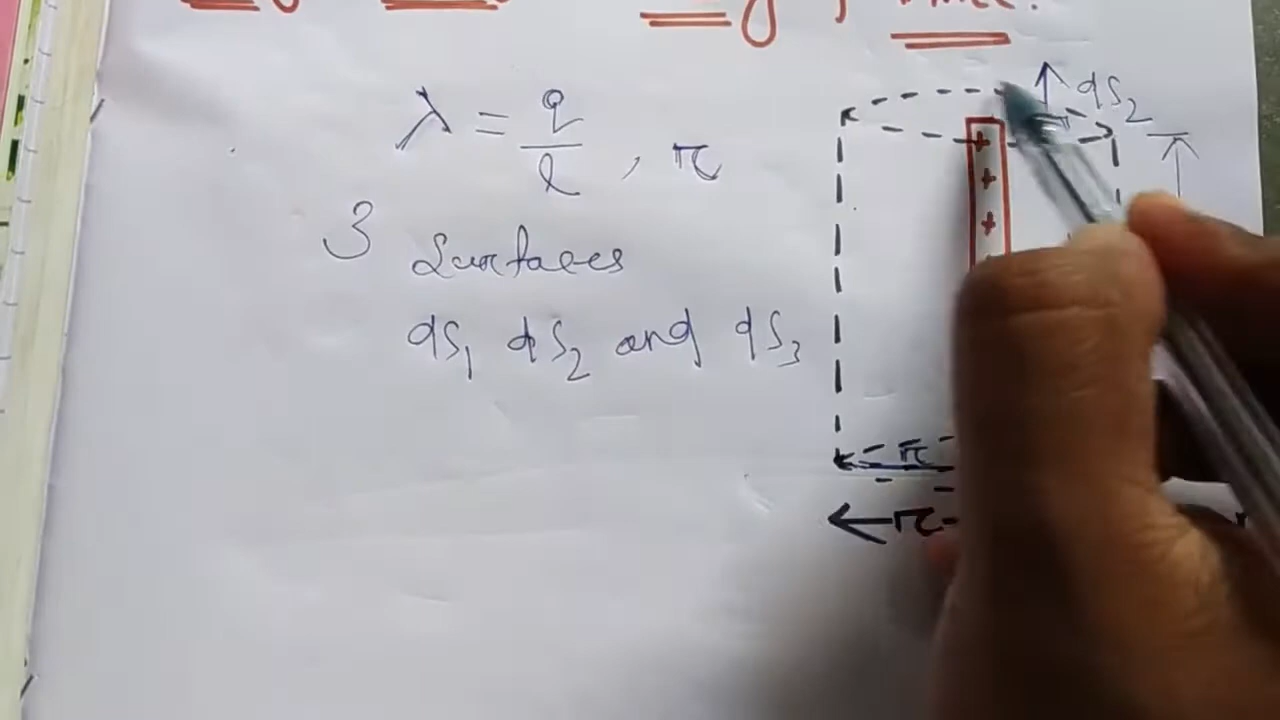 λ = q/l , r
3 Surfaces
dS₁ dS₂ and dS₃
dS₂
+
+
+
r
r